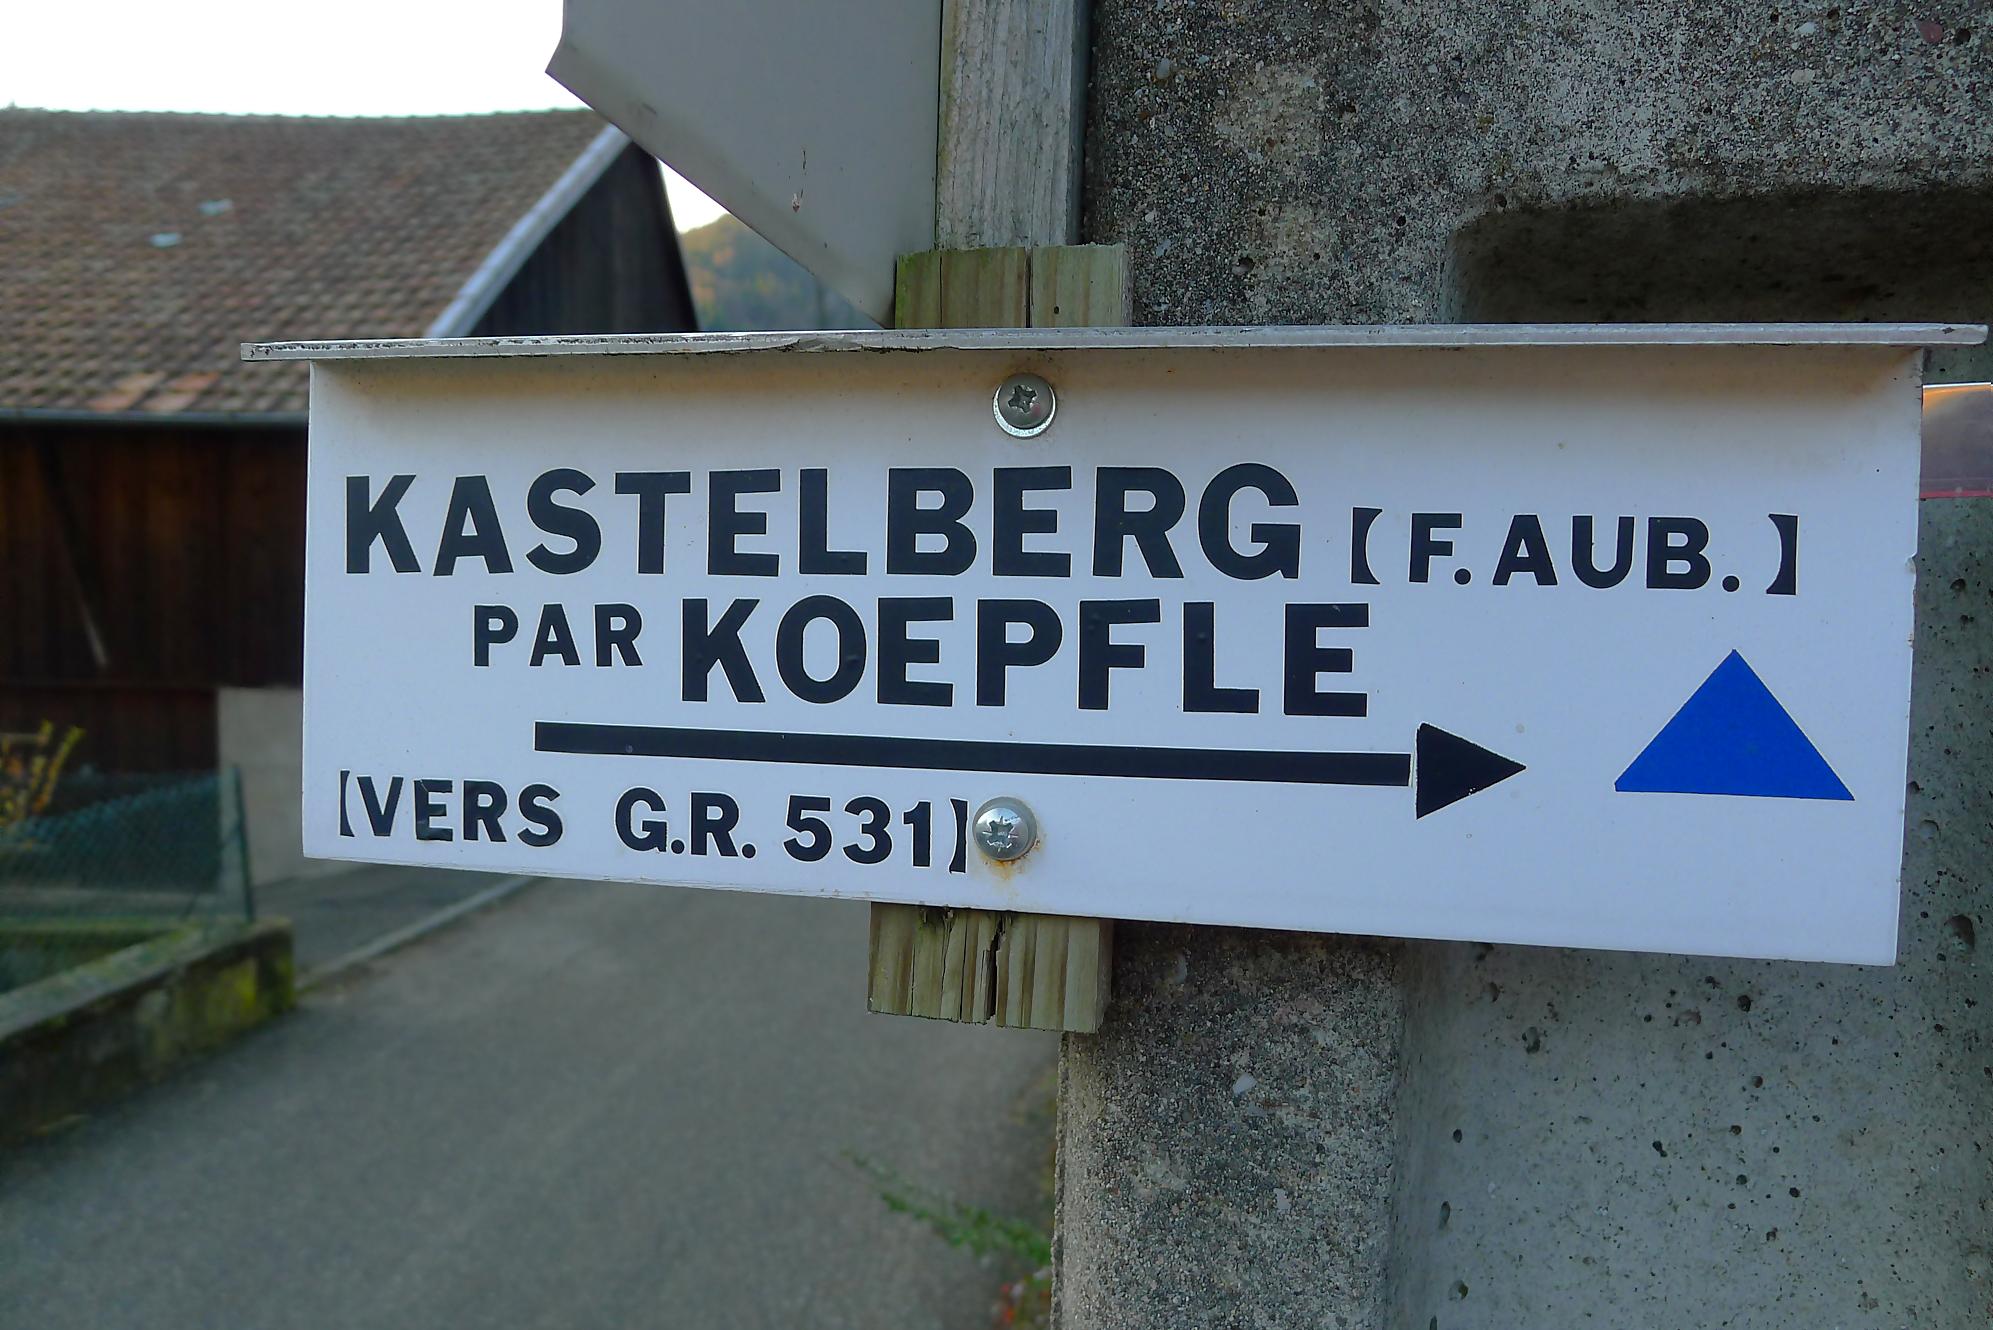 KASTELBERG [F. AUB.]
PAR KOEPFLE
[VERS G.R. 531]